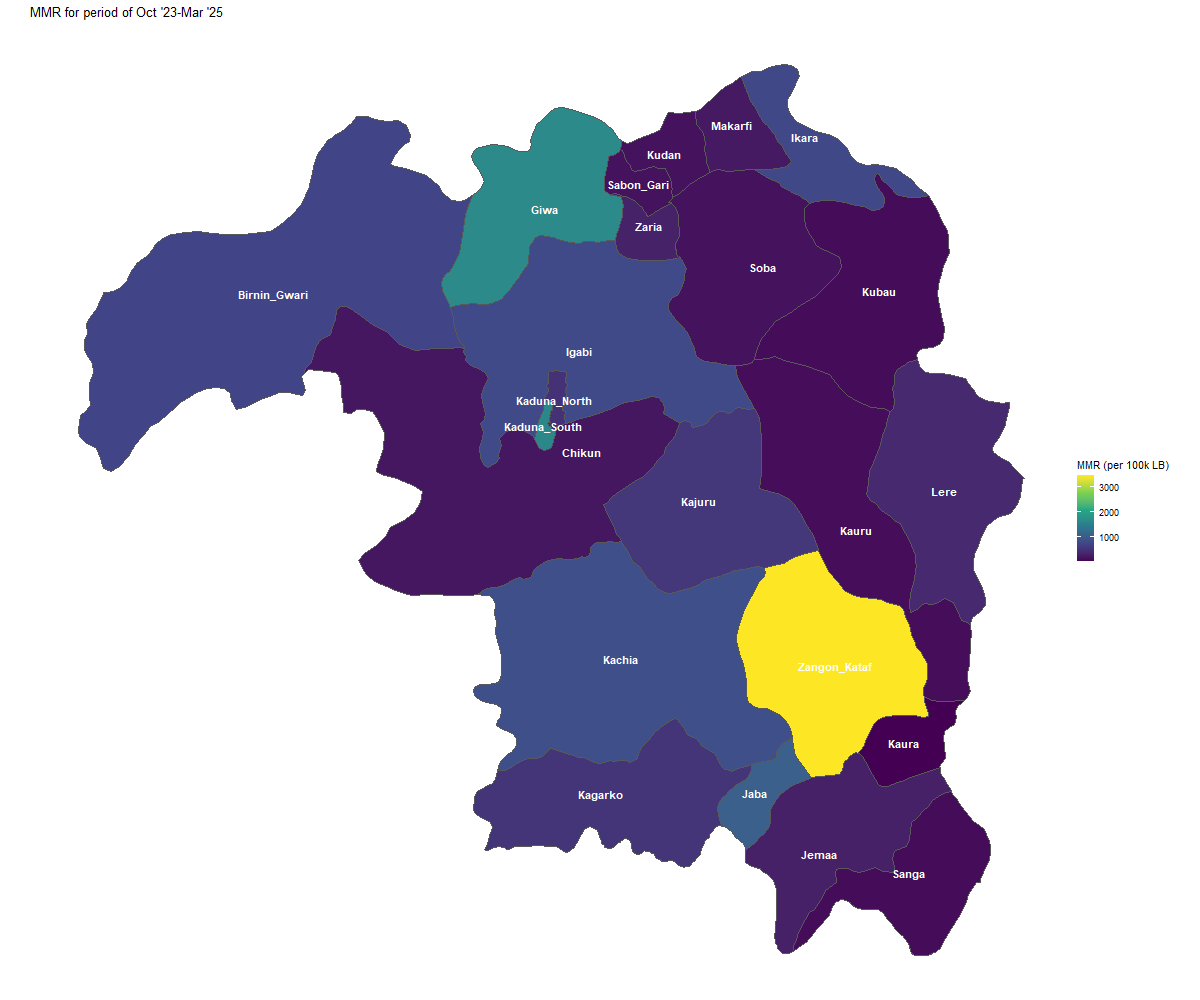 MMR for period of Oct '23-Mar '25
Makarfi
Ikara
Kudan
Sabon_Gari
Giwa
Zaria
Soba
Kubau
Birnin_Gwari
Igabi
Kaduna_North
Kaduna_South
Chikun
Kajuru
Lere
Kauru
Kachia
Zangon_Kataf
Kaura
Kagarko
Jaba
Jemaa
Sanga
MMR (per 100k LB)
3000
2000
1000